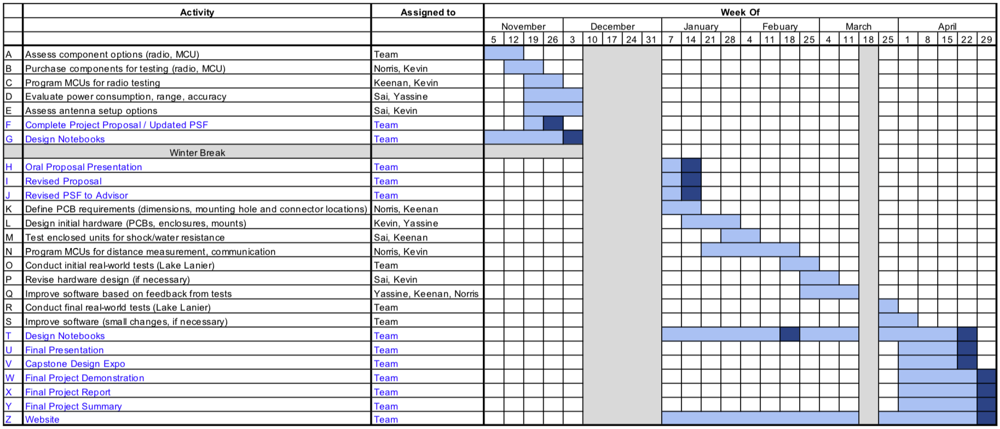 Activity Assigned to Week Of
November December January Febuary March April
5 12 19 26 3 10 17 24 31 7 14 21 28 4 11 18 25 4 11 18 25 1 8 15 22 29
A Assess component options (radio, MCU) Team
B Purchase components for testing (radio, MCU) Norris, Kevin
C Program MCUs for radio testing Keenan, Kevin
D Evaluate power consumption, range, accuracy Sai, Yassine
E Assess antenna setup options Sai, Kevin
F Complete Project Proposal / Updated PSF Team
G Design Notebooks Team
Winter Break
H Oral Proposal Presentation Team
I Revised Proposal Team
J Revised PSF to Advisor Team
K Define PCB requirements (dimensions, mounting hole and connector locations) Norris, Keenan
L Design initial hardware (PCBs, enclosures, mounts) Kevin, Yassine
M Test enclosed units for shock/water resistance Sai, Keenan
N Program MCUs for distance measurement, communication Norris, Kevin
O Conduct initial real-world tests (Lake Lanier) Team
P Revise hardware design (if necessary) Sai, Kevin
Q Improve software based on feedback from tests Yassine, Keenan, Norris
R Conduct final real-world tests (Lake Lanier) Team
S Improve software (small changes, if necessary) Team
T Design Notebooks Team
U Final Presentation Team
V Capstone Design Expo Team
W Final Project Demonstration Team
X Final Project Report Team
Y Final Project Summary Team
Z Website Team